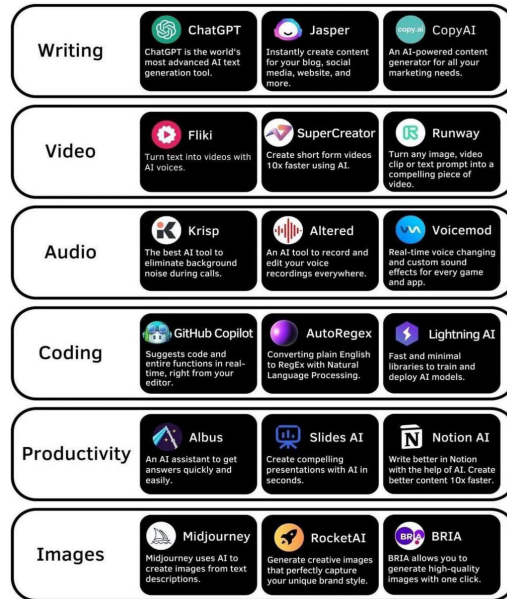 Writing
ChatGPT
ChatGPT is the world's
most advanced AI text
generation tool.
Jasper
Instantly create content
for your blog, social
media, website, and
more.
copy.ai
CopyAI
An AI-powered content
generator for all your
marketing needs.
Video
Fliki
Turn text into videos with
AI voices.
SuperCreator
Create short form videos
10x faster using AI.
Runway
Turn any image, video
clip or text prompt into a
compelling piece of
video.
Audio
Krisp
The best AI tool to
eliminate background
noise during calls.
Altered
An AI tool to record and
edit your voice
recordings everywhere.
Voicemod
Real-time voice changing
and custom sound
effects for every game
and app.
Coding
GitHub Copilot
Suggests code and
entire functions in real-
time, right from your
editor.
AutoRegex
Converting plain English
to RegEx with Natural
Language Processing.
Lightning AI
Fast and minimal
libraries to train and
deploy AI models.
Productivity
Albus
An AI assistant to get
answers quickly and
easily.
Slides AI
Create compelling
presentations with AI in
seconds.
Notion AI
Write better in Notion
with the help of AI. Create
better content 10x faster.
Images
Midjourney
Midjourney uses AI to
create images from text
descriptions.
RocketAI
Generate creative images
that perfectly capture
your unique brand style.
BRIA
BRIA
BRIA allows you to
generate high-quality
images with one click.